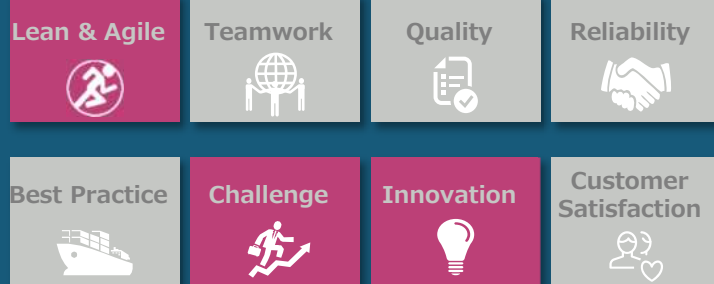 Lean & Agile
Teamwork
Quality
Reliability
Best Practice
Challenge
Innovation
Customer
Satisfaction